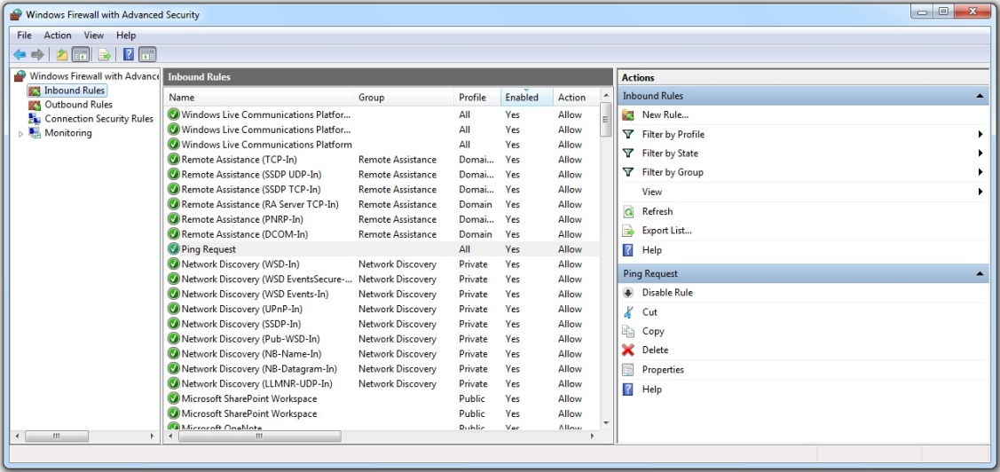 Windows Firewall with Advanced Security
File Action View Help
Windows Firewall with Advance
Inbound Rules
Outbound Rules
Connection Security Rules
Monitoring
Inbound Rules
Name Group Profile Enabled Action
Windows Live Communications Platfor... All Yes Allow
Windows Live Communications Platfor... All Yes Allow
Windows Live Communications Platform All Yes Allow
Remote Assistance (TCP-In) Remote Assistance Domai... Yes Allow
Remote Assistance (SSDP UDP-In) Remote Assistance Domai... Yes Allow
Remote Assistance (SSDP TCP-In) Remote Assistance Domai... Yes Allow
Remote Assistance (RA Server TCP-In) Remote Assistance Domain Yes Allow
Remote Assistance (PNRP-In) Remote Assistance Domai... Yes Allow
Remote Assistance (DCOM-In) Remote Assistance Domain Yes Allow
Ping Request All Yes Allow
Network Discovery (WSD-In) Network Discovery Private Yes Allow
Network Discovery (WSD EventsSecure-... Network Discovery Private Yes Allow
Network Discovery (WSD Events-In) Network Discovery Private Yes Allow
Network Discovery (UPnP-In) Network Discovery Private Yes Allow
Network Discovery (SSDP-In) Network Discovery Private Yes Allow
Network Discovery (Pub-WSD-In) Network Discovery Private Yes Allow
Network Discovery (NB-Name-In) Network Discovery Private Yes Allow
Network Discovery (NB-Datagram-In) Network Discovery Private Yes Allow
Network Discovery (LLMNR-UDP-In) Network Discovery Private Yes Allow
Microsoft SharePoint Workspace Public Yes Allow
Microsoft SharePoint Workspace Public Yes Allow
Microsoft OneNote Public Yes Allow
Actions
Inbound Rules
New Rule...
Filter by Profile
Filter by State
Filter by Group
View
Refresh
Export List...
Help
Ping Request
Disable Rule
Cut
Copy
Delete
Properties
Help